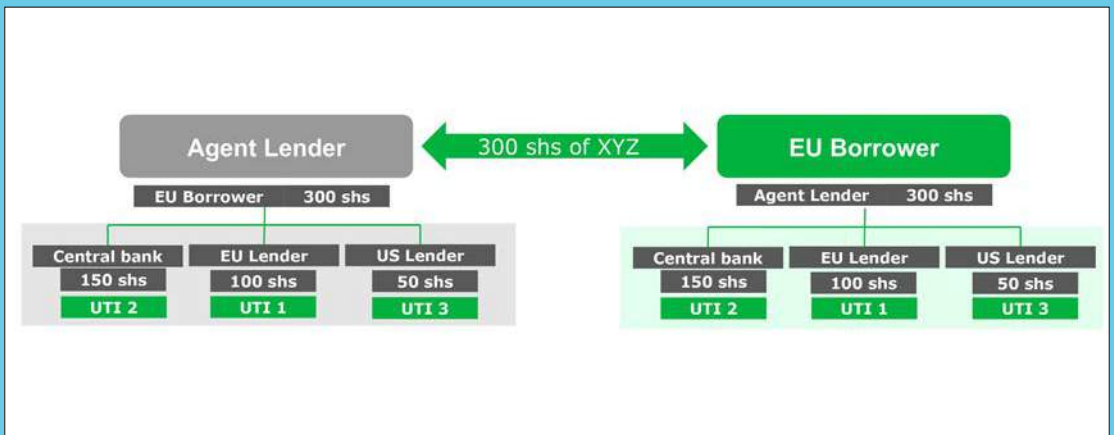 Agent Lender
300 shs of XYZ
EU Borrower
EU Borrower 300 shs
Agent Lender 300 shs
Central bank
EU Lender
US Lender
150 shs
100 shs
50 shs
UTI 2
UTI 1
UTI 3
Central bank
EU Lender
US Lender
150 shs
100 shs
50 shs
UTI 2
UTI 1
UTI 3